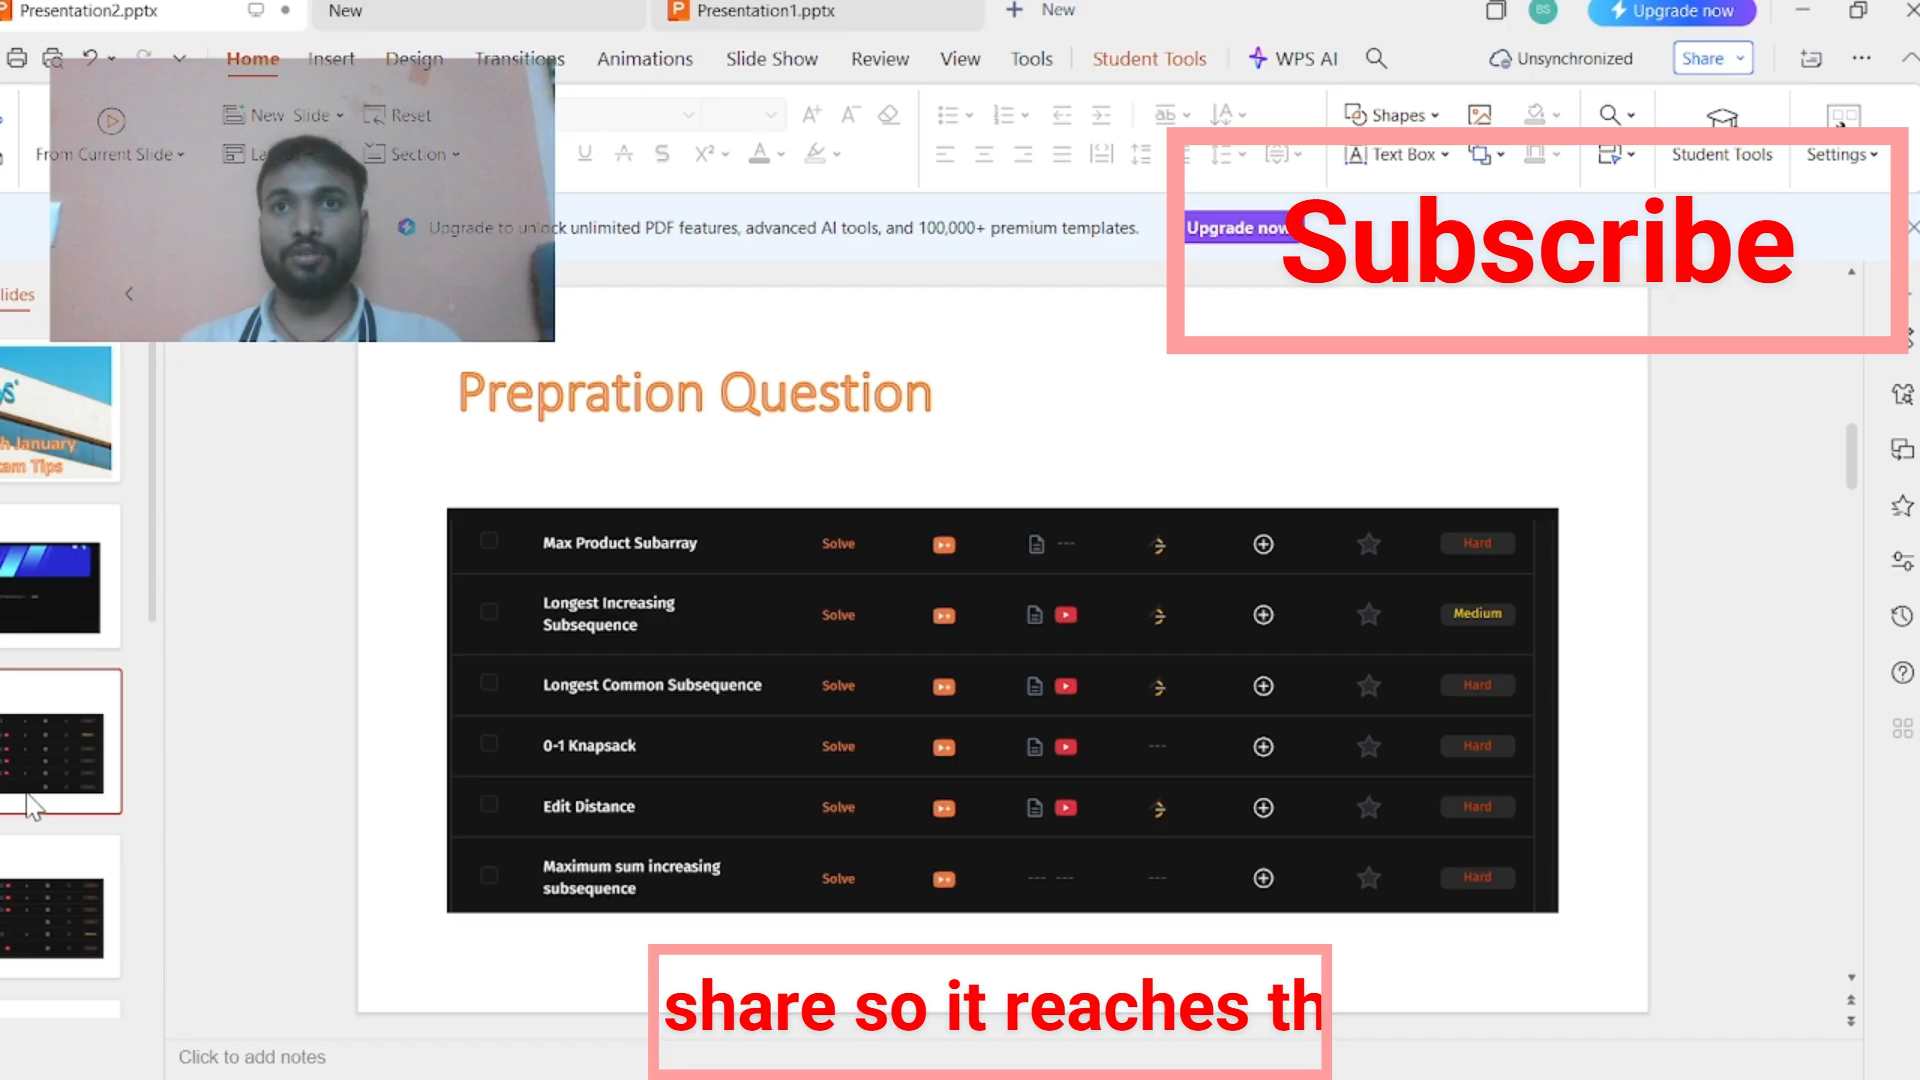 Presentation2.pptx
New
Presentation1.pptx
New
BS
Upgrade now
Home
Insert
Design
Transitions
Animations
Slide Show
Review
View
Tools
Student Tools
WPS AI
Unsynchronized
Share
New Slide
Reset
Shapes
From Current Slide
Section
Text Box
Student Tools
Settings
Upgrade to unlock unlimited PDF features, advanced AI tools, and 100,000+ premium templates.
Upgrade now
Subscribe
lides
Prepration Question
h January
am Tips
Max Product Subarray
Solve
Hard
Longest Increasing
Subsequence
Solve
Medium
Longest Common Subsequence
Solve
Hard
0-1 Knapsack
Solve
Hard
Edit Distance
Solve
Hard
Maximum sum increasing
subsequence
Solve
Hard
share so it reaches th
Click to add notes